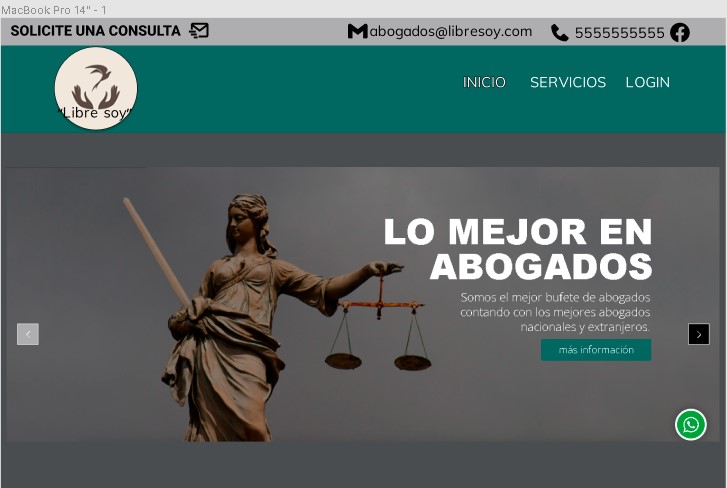 MacBook Pro 14" - 1
SOLICITE UNA CONSULTA
abogados@libresoy.com
5555555555
"Libre soy"
INICIO
SERVICIOS
LOGIN
LO MEJOR EN
ABOGADOS
Somos el mejor bufete de abogados
contando con los mejores abogados
nacionales y extranjeros.
más información